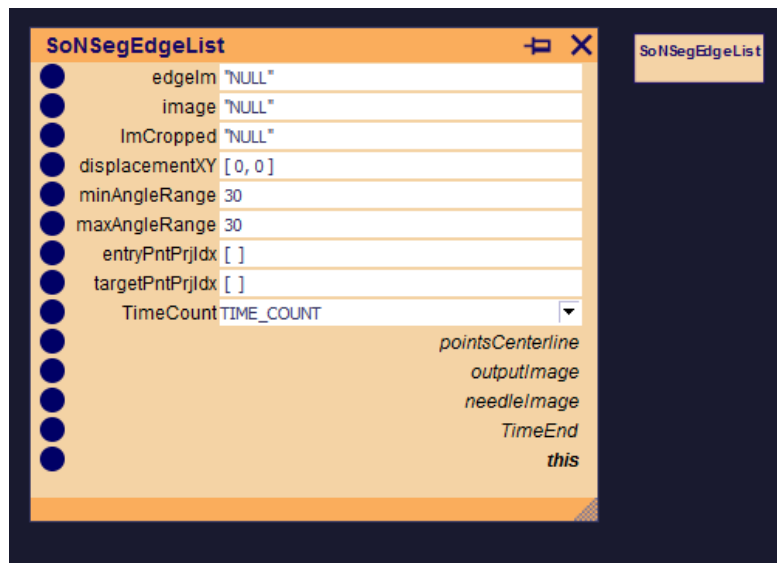 SoNSegEdgeList
SoNSegEdgeList
edgeIm "NULL"
image "NULL"
ImCropped "NULL"
displacementXY [ 0, 0 ]
minAngleRange 30
maxAngleRange 30
entryPntPrjIdx [ ]
targetPntPrjIdx [ ]
TimeCount TIME_COUNT
pointsCenterline
outputImage
needleImage
TimeEnd
this